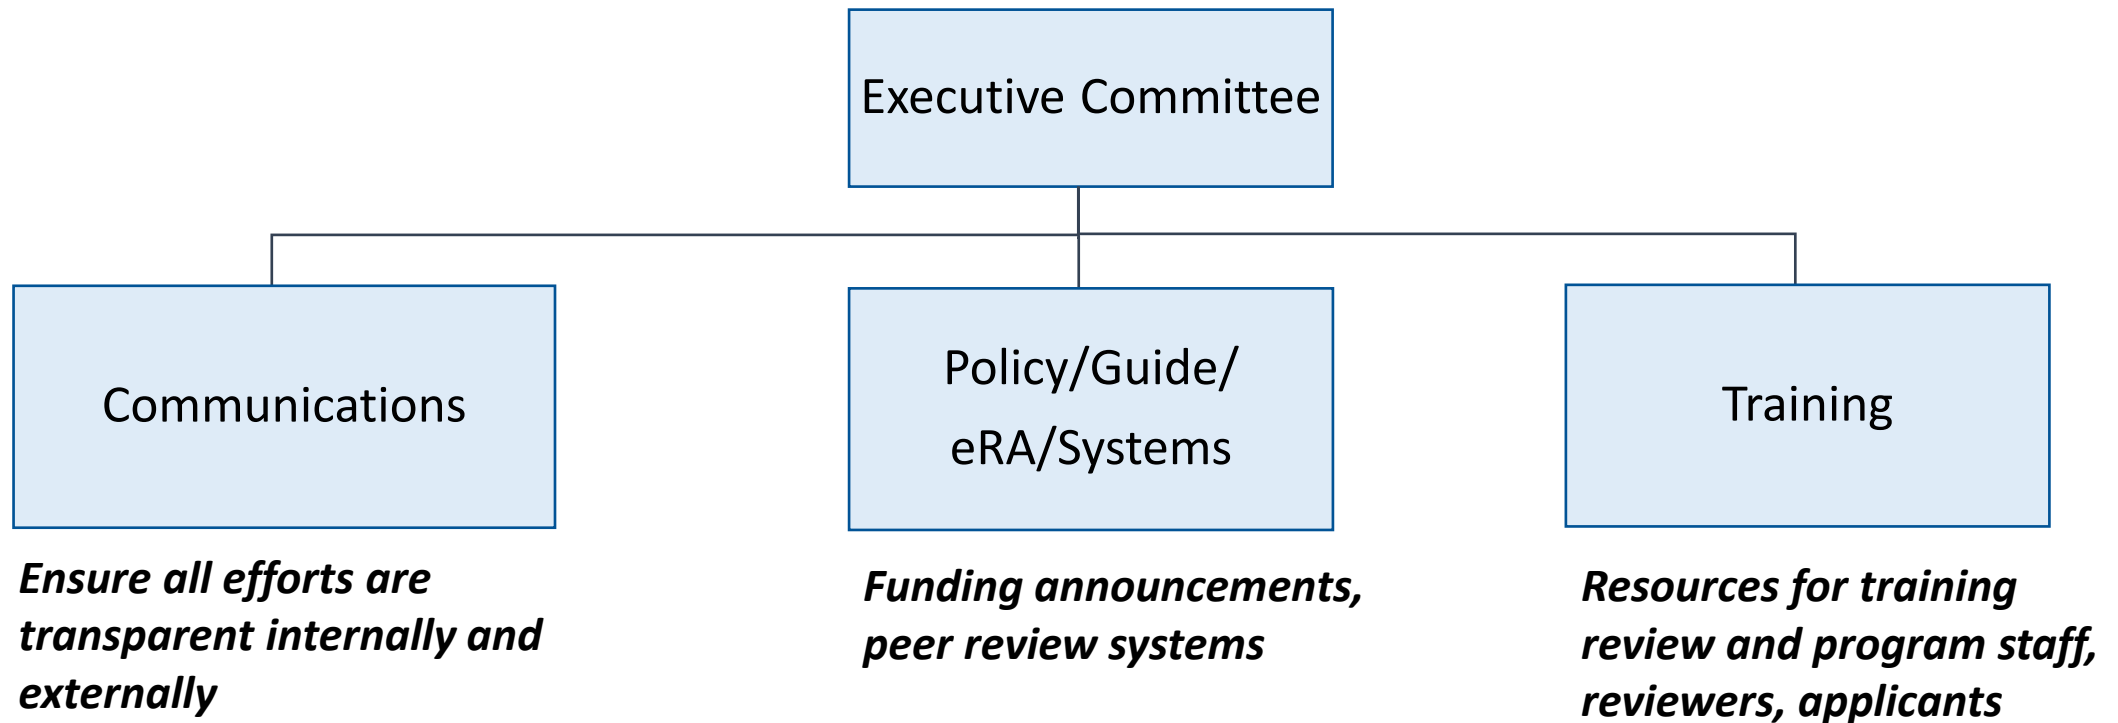 Executive Committee
Communications
Policy/Guide/
eRA/Systems
Training
Ensure all efforts are
transparent internally and
externally
Funding announcements,
peer review systems
Resources for training
review and program staff,
reviewers, applicants